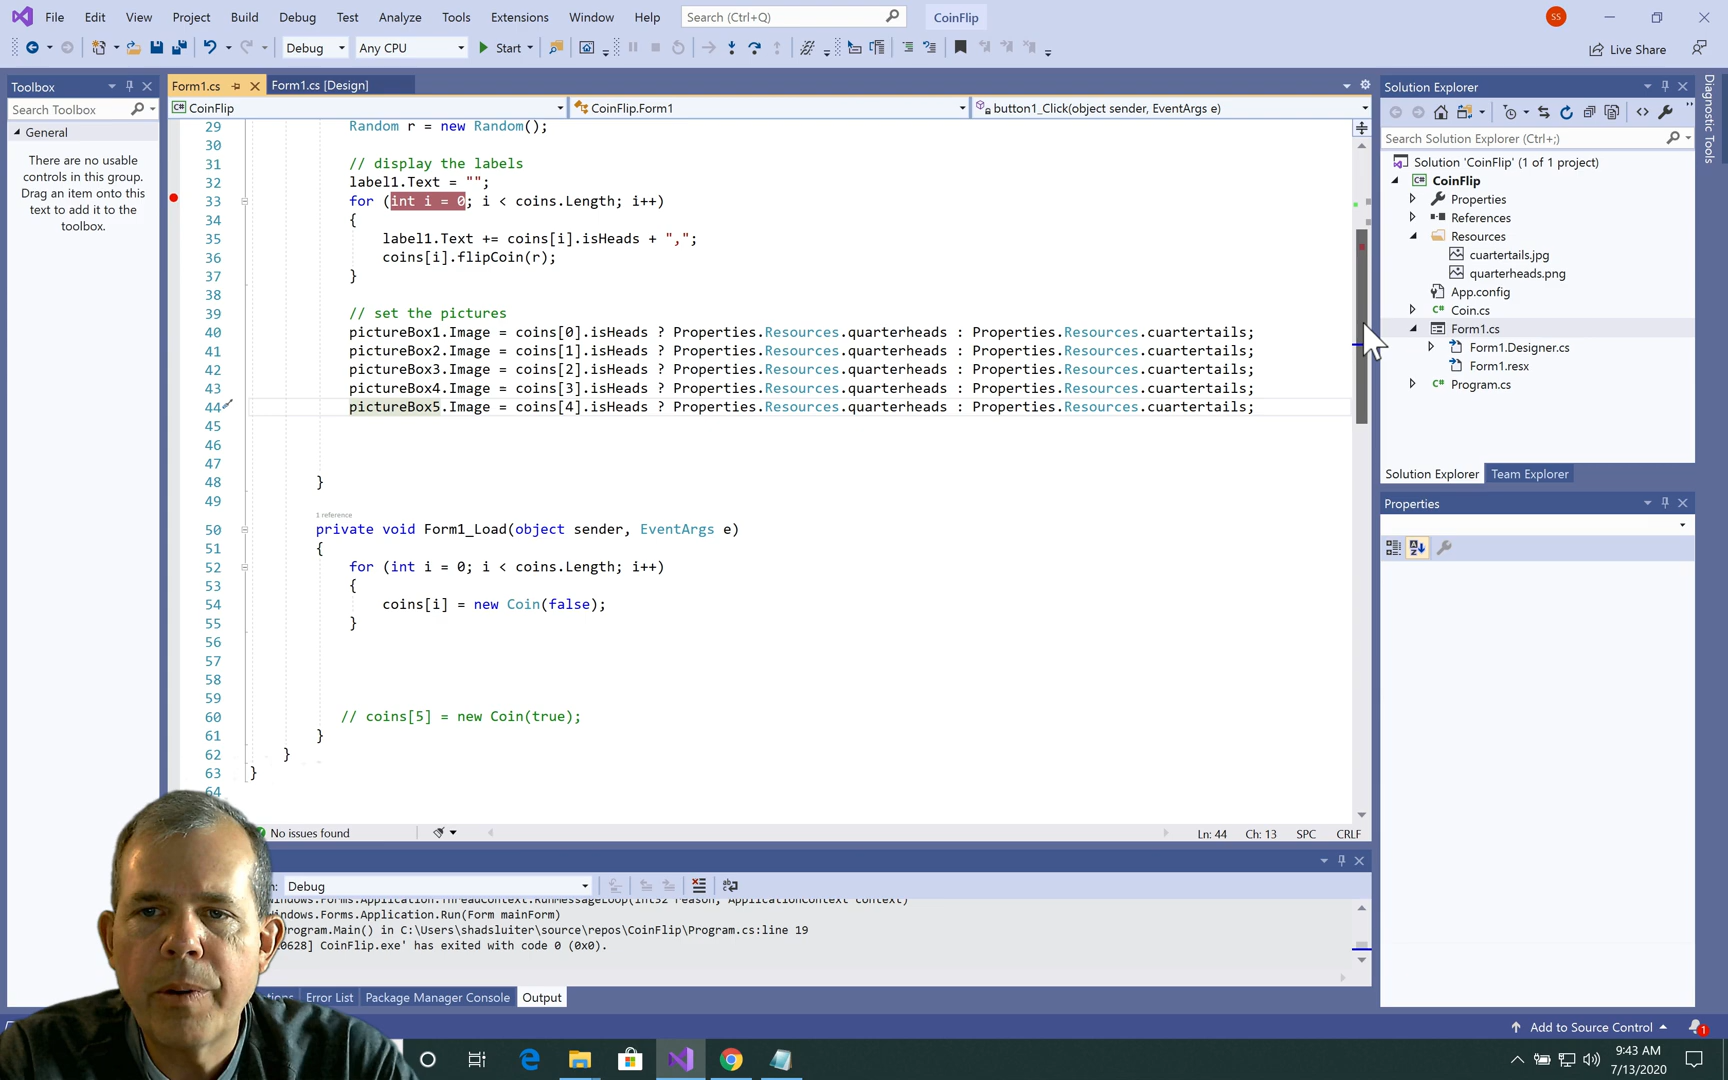 File Edit View Project Build Debug Test Analyze Tools Extensions Window Help Search (Ctrl+Q) CoinFlip SS
Debug Any CPU Start Live Share
Toolbox
Search Toolbox
General
There are no usable
controls in this group.
Drag an item onto this
text to add it to the
toolbox.
Form1.cs Form1.cs [Design]
CoinFlip CoinFlip.Form1 button1_Click(object sender, EventArgs e)
29 Random r = new Random();
30
31 // display the labels
32 label1.Text = "";
33 for (int i = 0; i < coins.Length; i++)
34 {
35 label1.Text += coins[i].isHeads + ",";
36 coins[i].flipCoin(r);
37 }
38
39 // set the pictures
40 pictureBox1.Image = coins[0].isHeads ? Properties.Resources.quarterheads : Properties.Resources.cuartertails;
41 pictureBox2.Image = coins[1].isHeads ? Properties.Resources.quarterheads : Properties.Resources.cuartertails;
42 pictureBox3.Image = coins[2].isHeads ? Properties.Resources.quarterheads : Properties.Resources.cuartertails;
43 pictureBox4.Image = coins[3].isHeads ? Properties.Resources.quarterheads : Properties.Resources.cuartertails;
44 pictureBox5.Image = coins[4].isHeads ? Properties.Resources.quarterheads : Properties.Resources.cuartertails;
45
46
47
48 }
49
1 reference
50 private void Form1_Load(object sender, EventArgs e)
51 {
52 for (int i = 0; i < coins.Length; i++)
53 {
54 coins[i] = new Coin(false);
55 }
56
57
58
59
60 // coins[5] = new Coin(true);
61 }
62 }
63 }
64
No issues found Ln: 44 Ch: 13 SPC CRLF
Debug
Windows.Forms.Application.Run(Form mainForm)
Program.Main() in C:\Users\shadsluiter\source\repos\CoinFlip\Program.cs:line 19
0628] CoinFlip.exe' has exited with code 0 (0x0).
Error List Package Manager Console Output
Solution Explorer
Search Solution Explorer (Ctrl+;)
Solution 'CoinFlip' (1 of 1 project)
CoinFlip
Properties
References
Resources
cuartertails.jpg
quarterheads.png
App.config
Coin.cs
Form1.cs
Form1.Designer.cs
Form1.resx
Program.cs
Solution Explorer Team Explorer
Properties
Diagnostic Tools
Add to Source Control 1
9:43 AM
7/13/2020